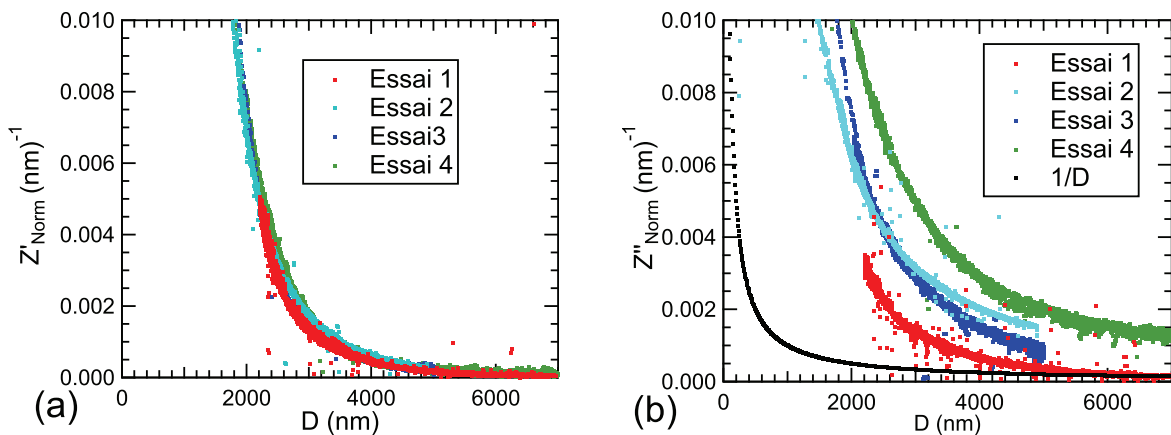 0.010
0.008
0.006
0.004
0.002
0.000
Z'Norm (nm)-1
Essai 1
Essai 2
Essai3
Essai 4
0 2000 4000 6000
D (nm)
(a)
0.010
0.008
0.006
0.004
0.002
0.000
Z''Norm (nm)-1
Essai 1
Essai 2
Essai 3
Essai 4
1/D
0 2000 4000 6000
D (nm)
(b)